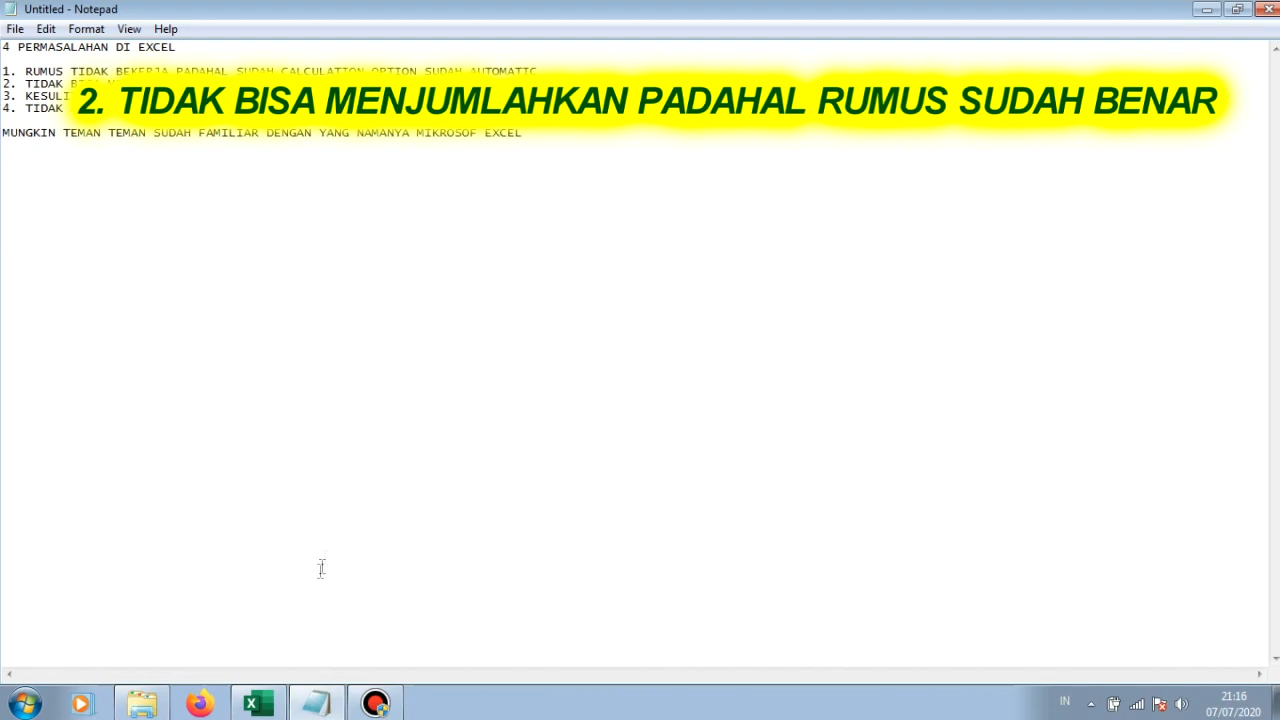 Untitled - Notepad
File Edit Format View Help
4 PERMASALAHAN DI EXCEL
1. RUMUS TIDAK BEKERJA PADAHAL SUDAH CALCULATION OPTION SUDAH AUTOMATIC
2. TIDAK BISA
2. TIDAK BISA MENJUMLAHKAN PADAHAL RUMUS SUDAH BENAR
3. KESULI
4. TIDAK
MUNGKIN TEMAN TEMAN SUDAH FAMILIAR DENGAN YANG NAMANYA MIKROSOF EXCEL
IN
21:16
07/07/2020